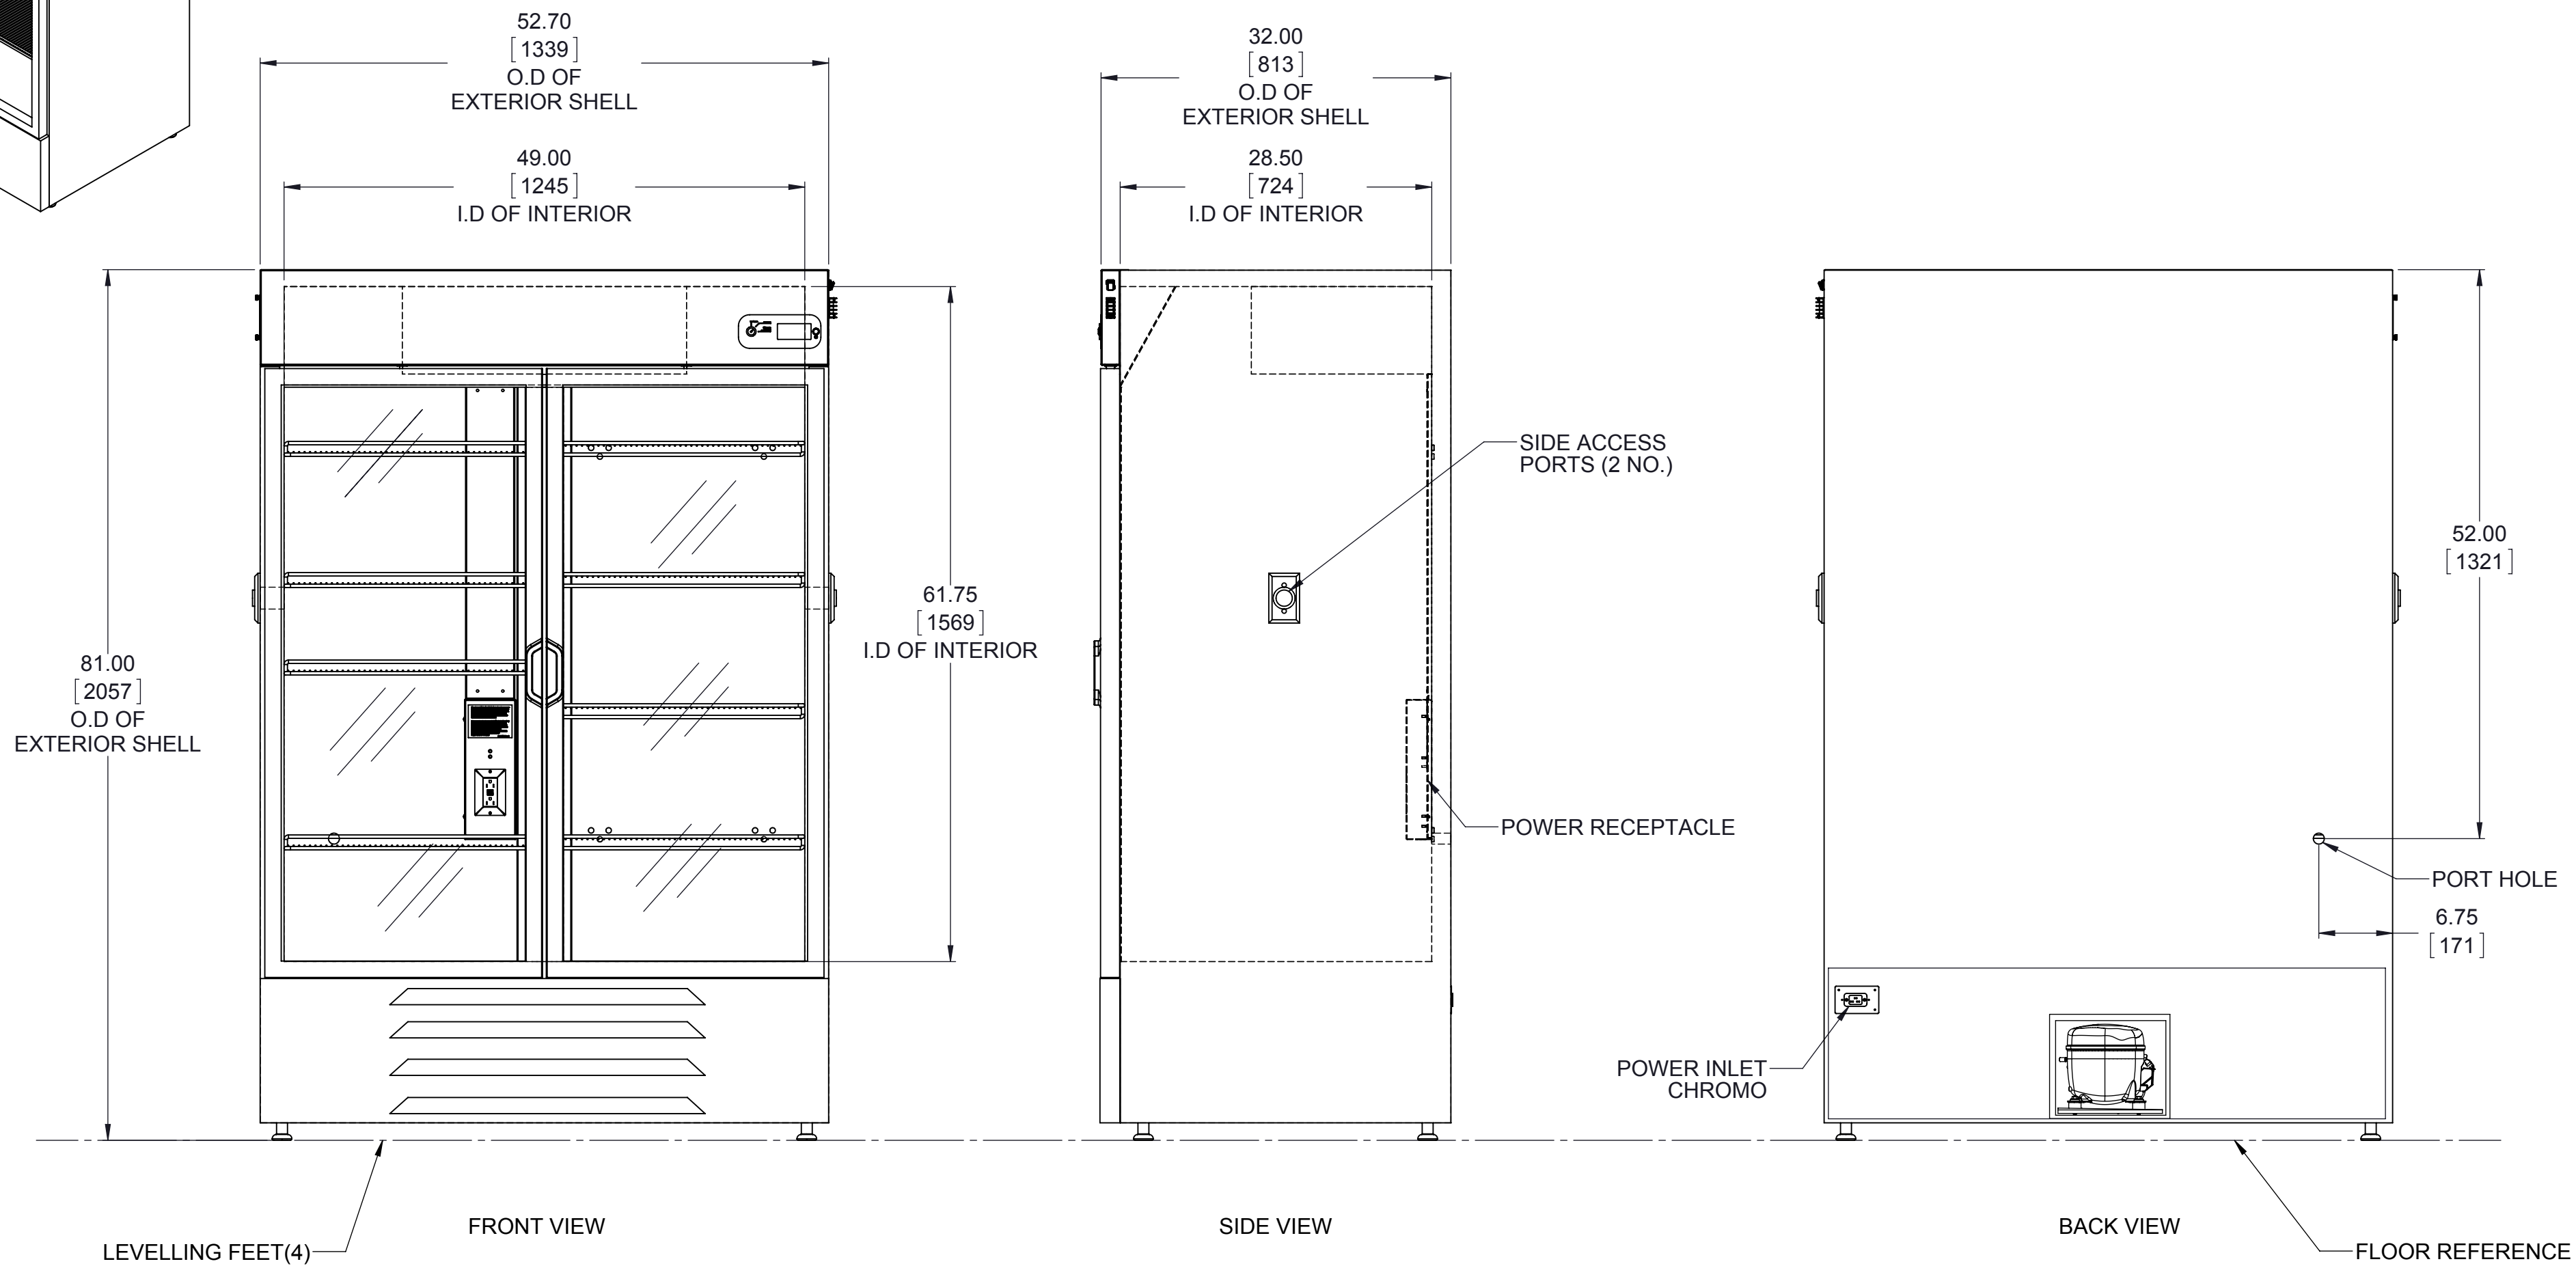 52.70
[1339]
O.D OF
EXTERIOR SHELL
49.00
[1245]
I.D OF INTERIOR
81.00
[2057]
O.D OF
EXTERIOR SHELL
61.75
[1569]
I.D OF INTERIOR
LEVELLING FEET(4)
FRONT VIEW
32.00
[813]
O.D OF
EXTERIOR SHELL
28.50
[724]
I.D OF INTERIOR
SIDE ACCESS
PORTS (2 NO.)
POWER RECEPTACLE
SIDE VIEW
52.00
[1321]
PORT HOLE
6.75
[171]
POWER INLET
CHROMO
BACK VIEW
FLOOR REFERENCE